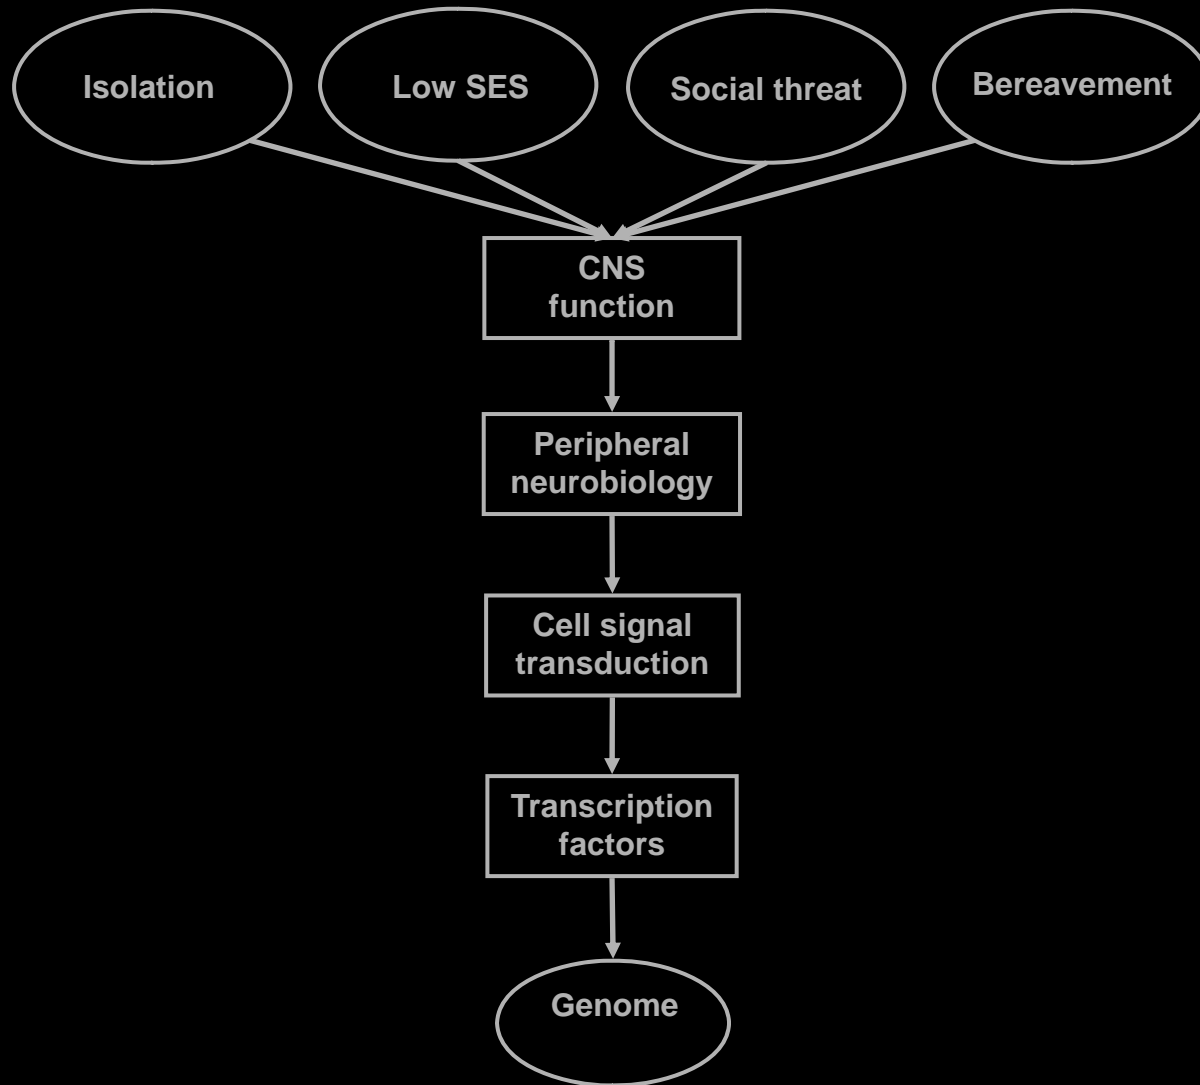 Isolation
Low SES
Social threat
Bereavement
CNS
function
Peripheral
neurobiology
Cell signal
transduction
Transcription
factors
Genome